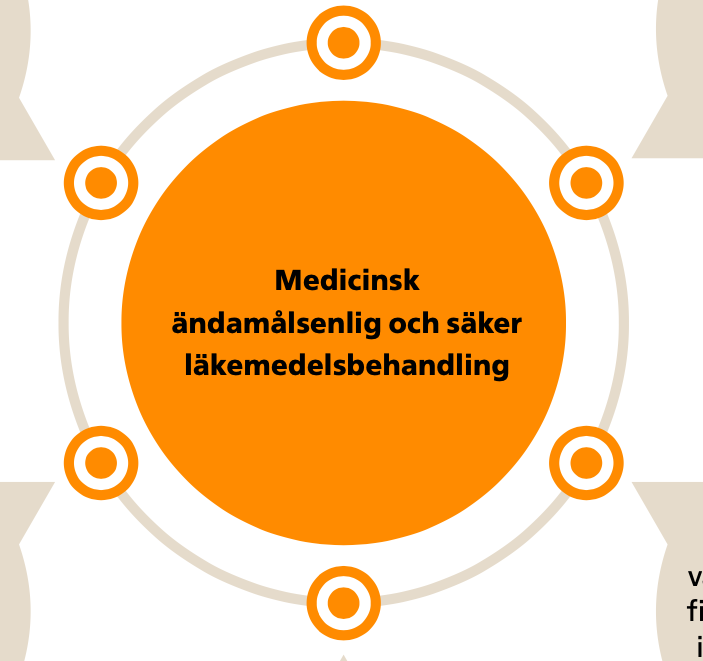 Medicinsk
ändamålsenlig och säker
läkemedelsbehandling